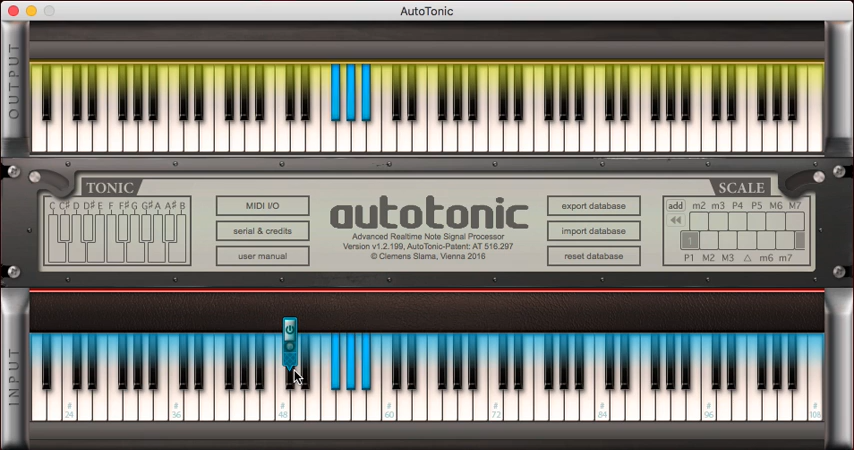 AutoTonic
OUTPUT
TONIC
SCALE
C C# D D# E F F# G G# A A# B
MIDI I/O
serial & credits
user manual
autotonic
Advanced Realtime Note Signal Processor
Version v1.2.199, AutoTonic-Patent: AT 516.297
© Clemens Slama, Vienna 2016
export database
import database
reset database
add m2 m3 P4 P5 M6 M7
1
P1 M2 M3 △ m6 m7
INPUT
# # # # # # # #
24 36 48 60 72 84 96 108